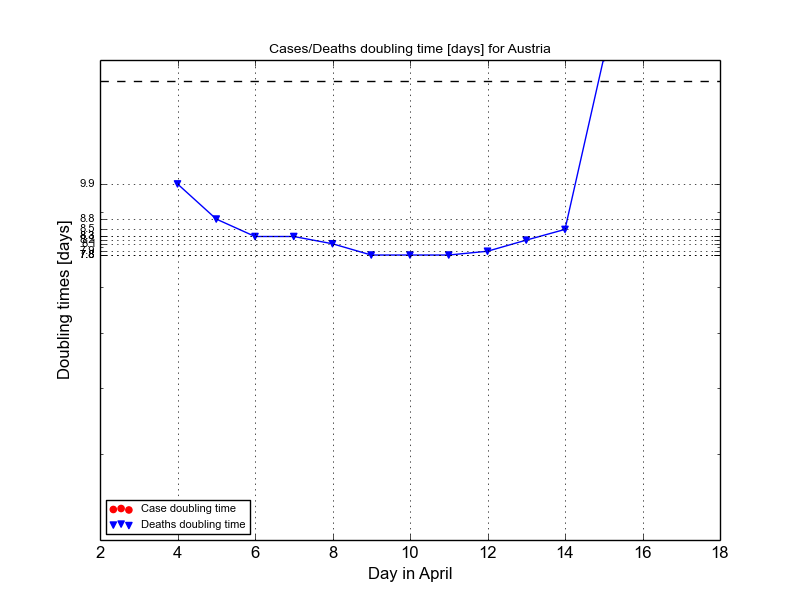 Cases/Deaths doubling time [days] for Austria
Doubling times [days]
9.9
8.8
8.5
7.8
Case doubling time
Deaths doubling time
2 4 6 8 10 12 14 16 18
Day in April